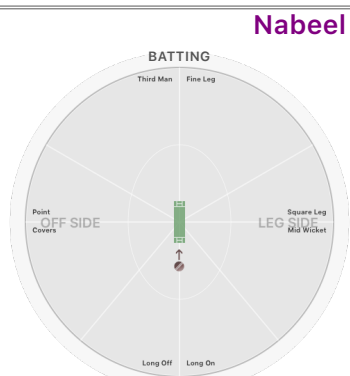 Nabeel
BATTING
Third Man Fine Leg
Point Square Leg
OFF SIDE LEG SIDE
Covers Mid Wicket
Long Off Long On